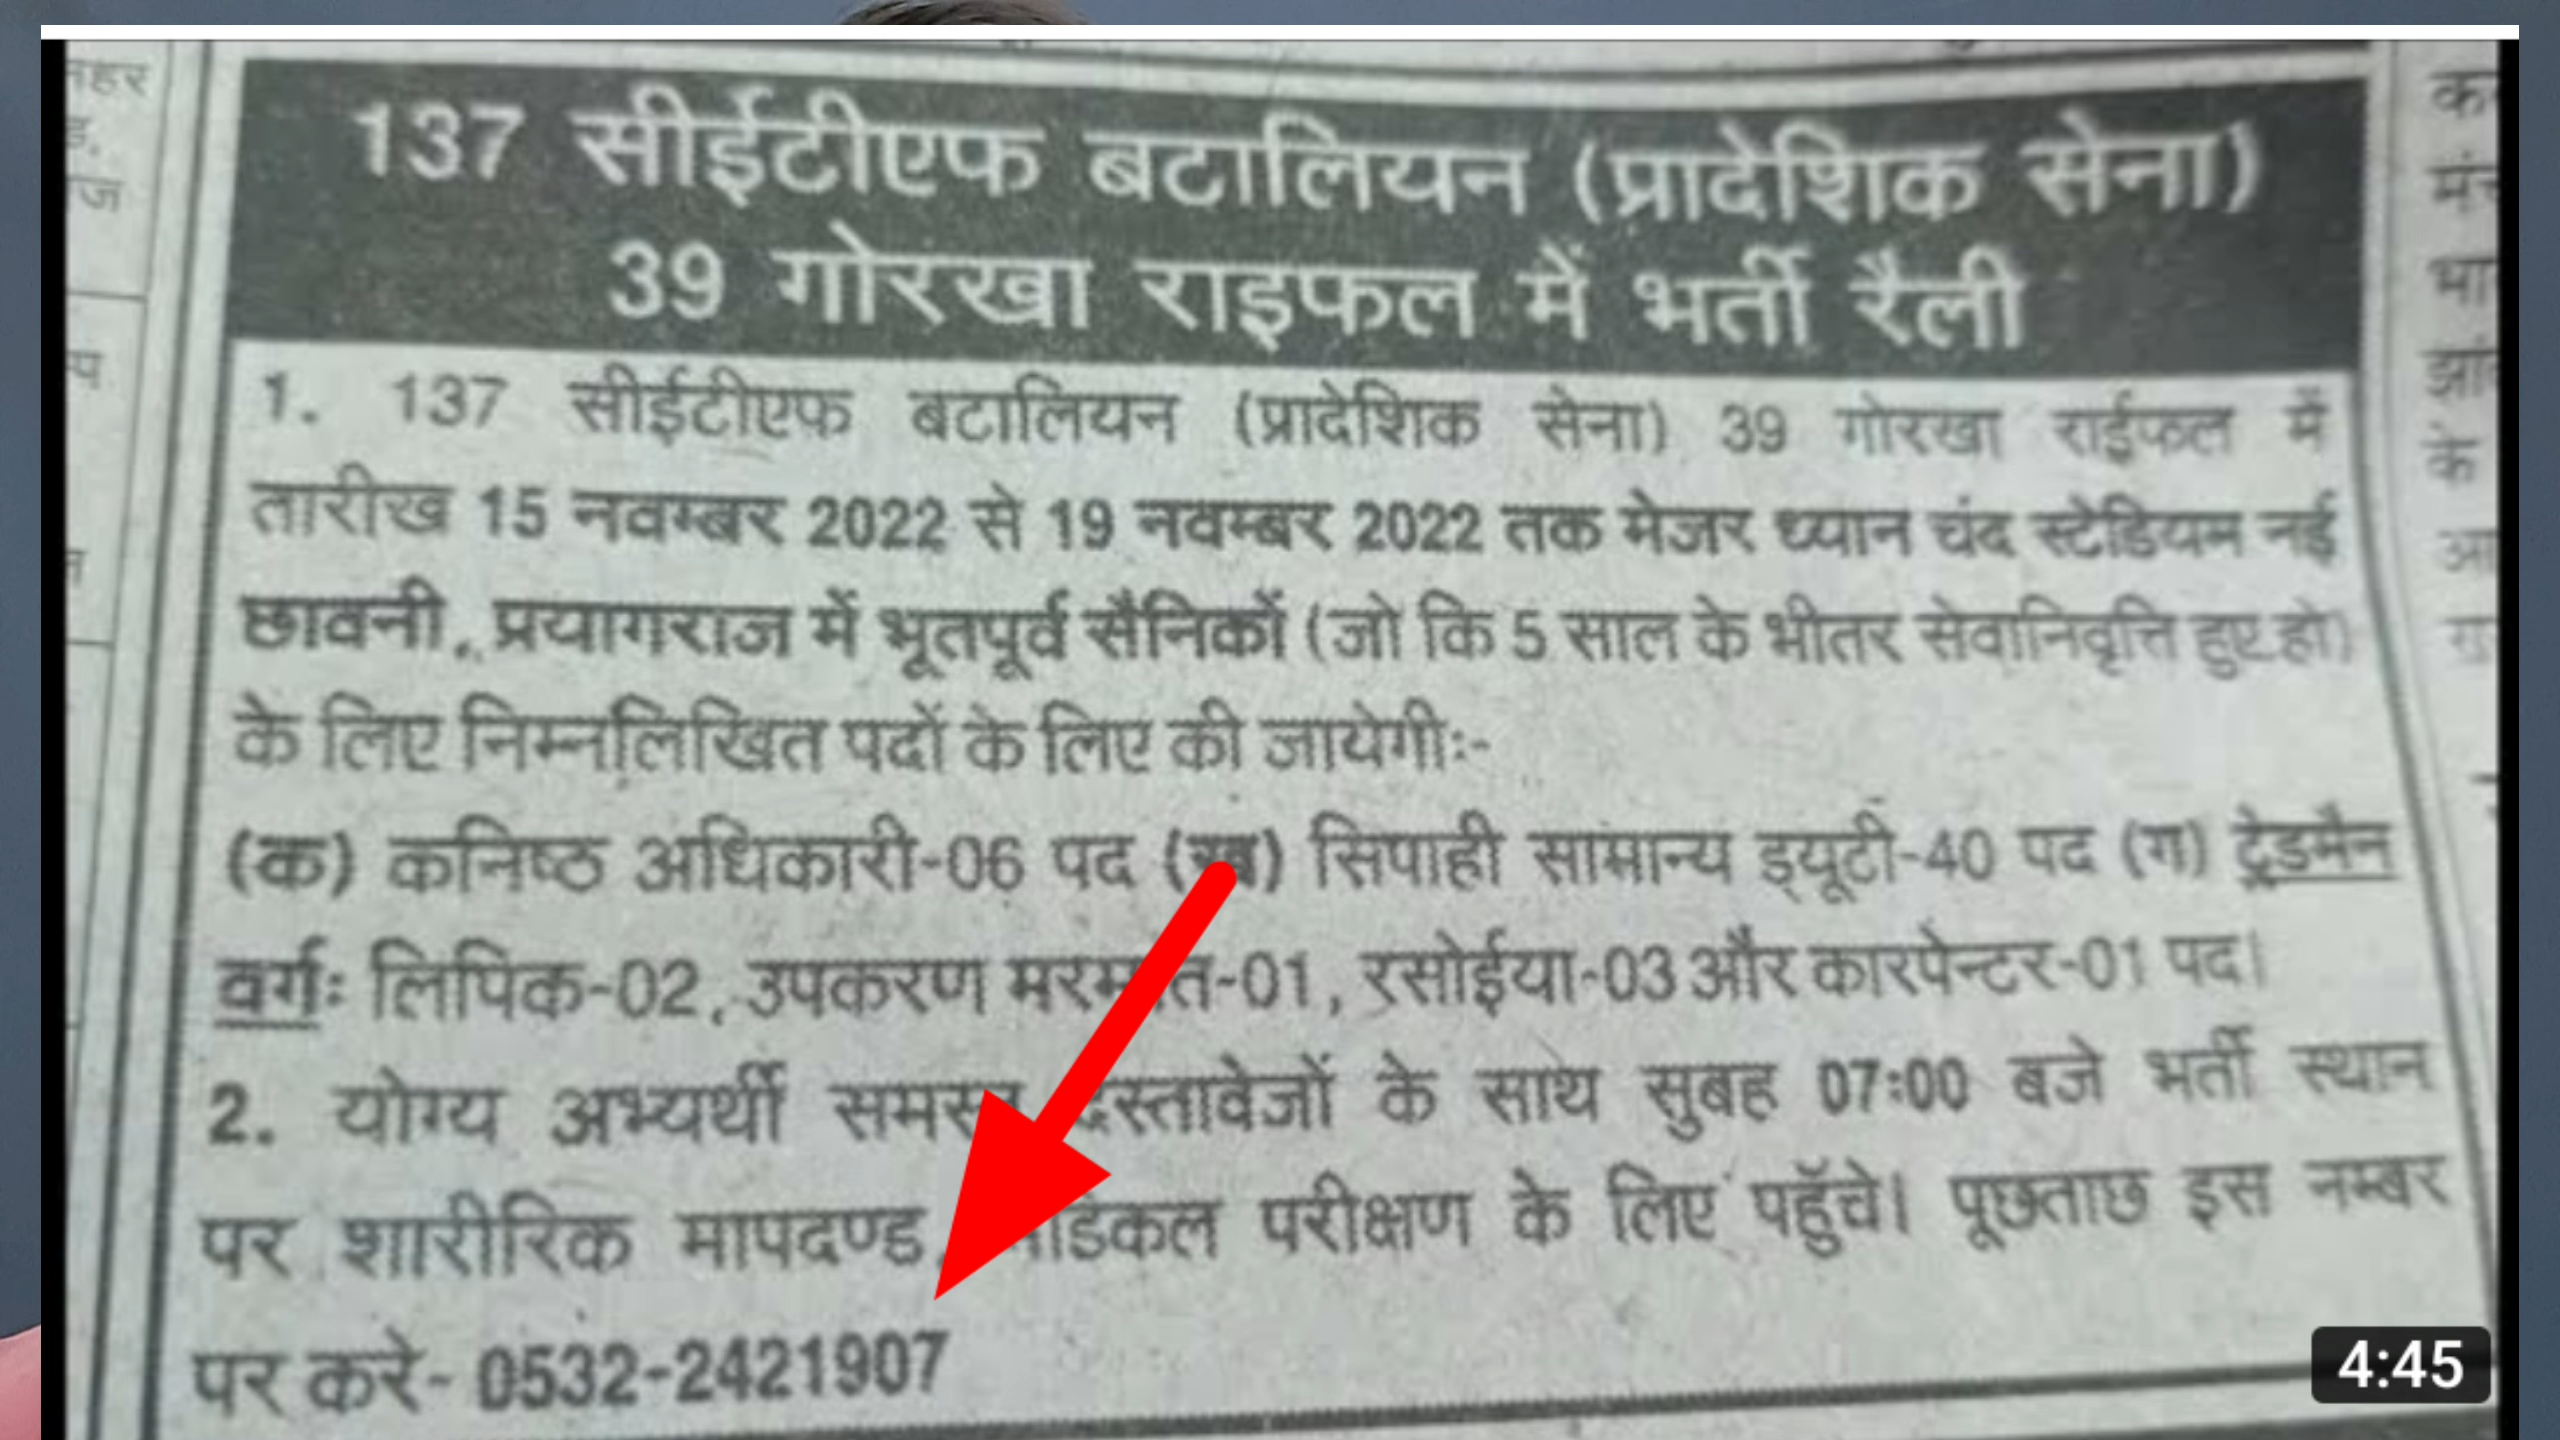 137 सीईटीएफ बटालियन (प्रादेशिक सेना)
39 गोरखा राइफल में भर्ती रैली
1. 137 सीईटीएफ बटालियन (प्रादेशिक सेना) 39 गोरखा राईफल में
तारीख 15 नवम्बर 2022 से 19 नवम्बर 2022 तक मेजर ध्यान चंद स्टेडियम नई
छावनी, प्रयागराज में भूतपूर्व सैनिकों (जो कि 5 साल के भीतर सेवानिवृत्ति हुए हो)
के लिए निम्नलिखित पदों के लिए की जायेगीः-
(क) कनिष्ठ अधिकारी-06 पद (ख) सिपाही सामान्य ड्यूटी-40 पद (ग) ट्रेडमैन
वर्गः लिपिक-02, उपकरण मरम्मत-01, रसोईया-03 और कारपेन्टर-01 पद।
2. योग्य अभ्यर्थी समस्त दस्तावेजों के साथ सुबह 07:00 बजे भर्ती स्थान
पर शारीरिक मापदण्ड, परीक्षण के लिए पहुँचे। पूछताछ इस नम्बर
पर करे- 0532-2421907
4:45